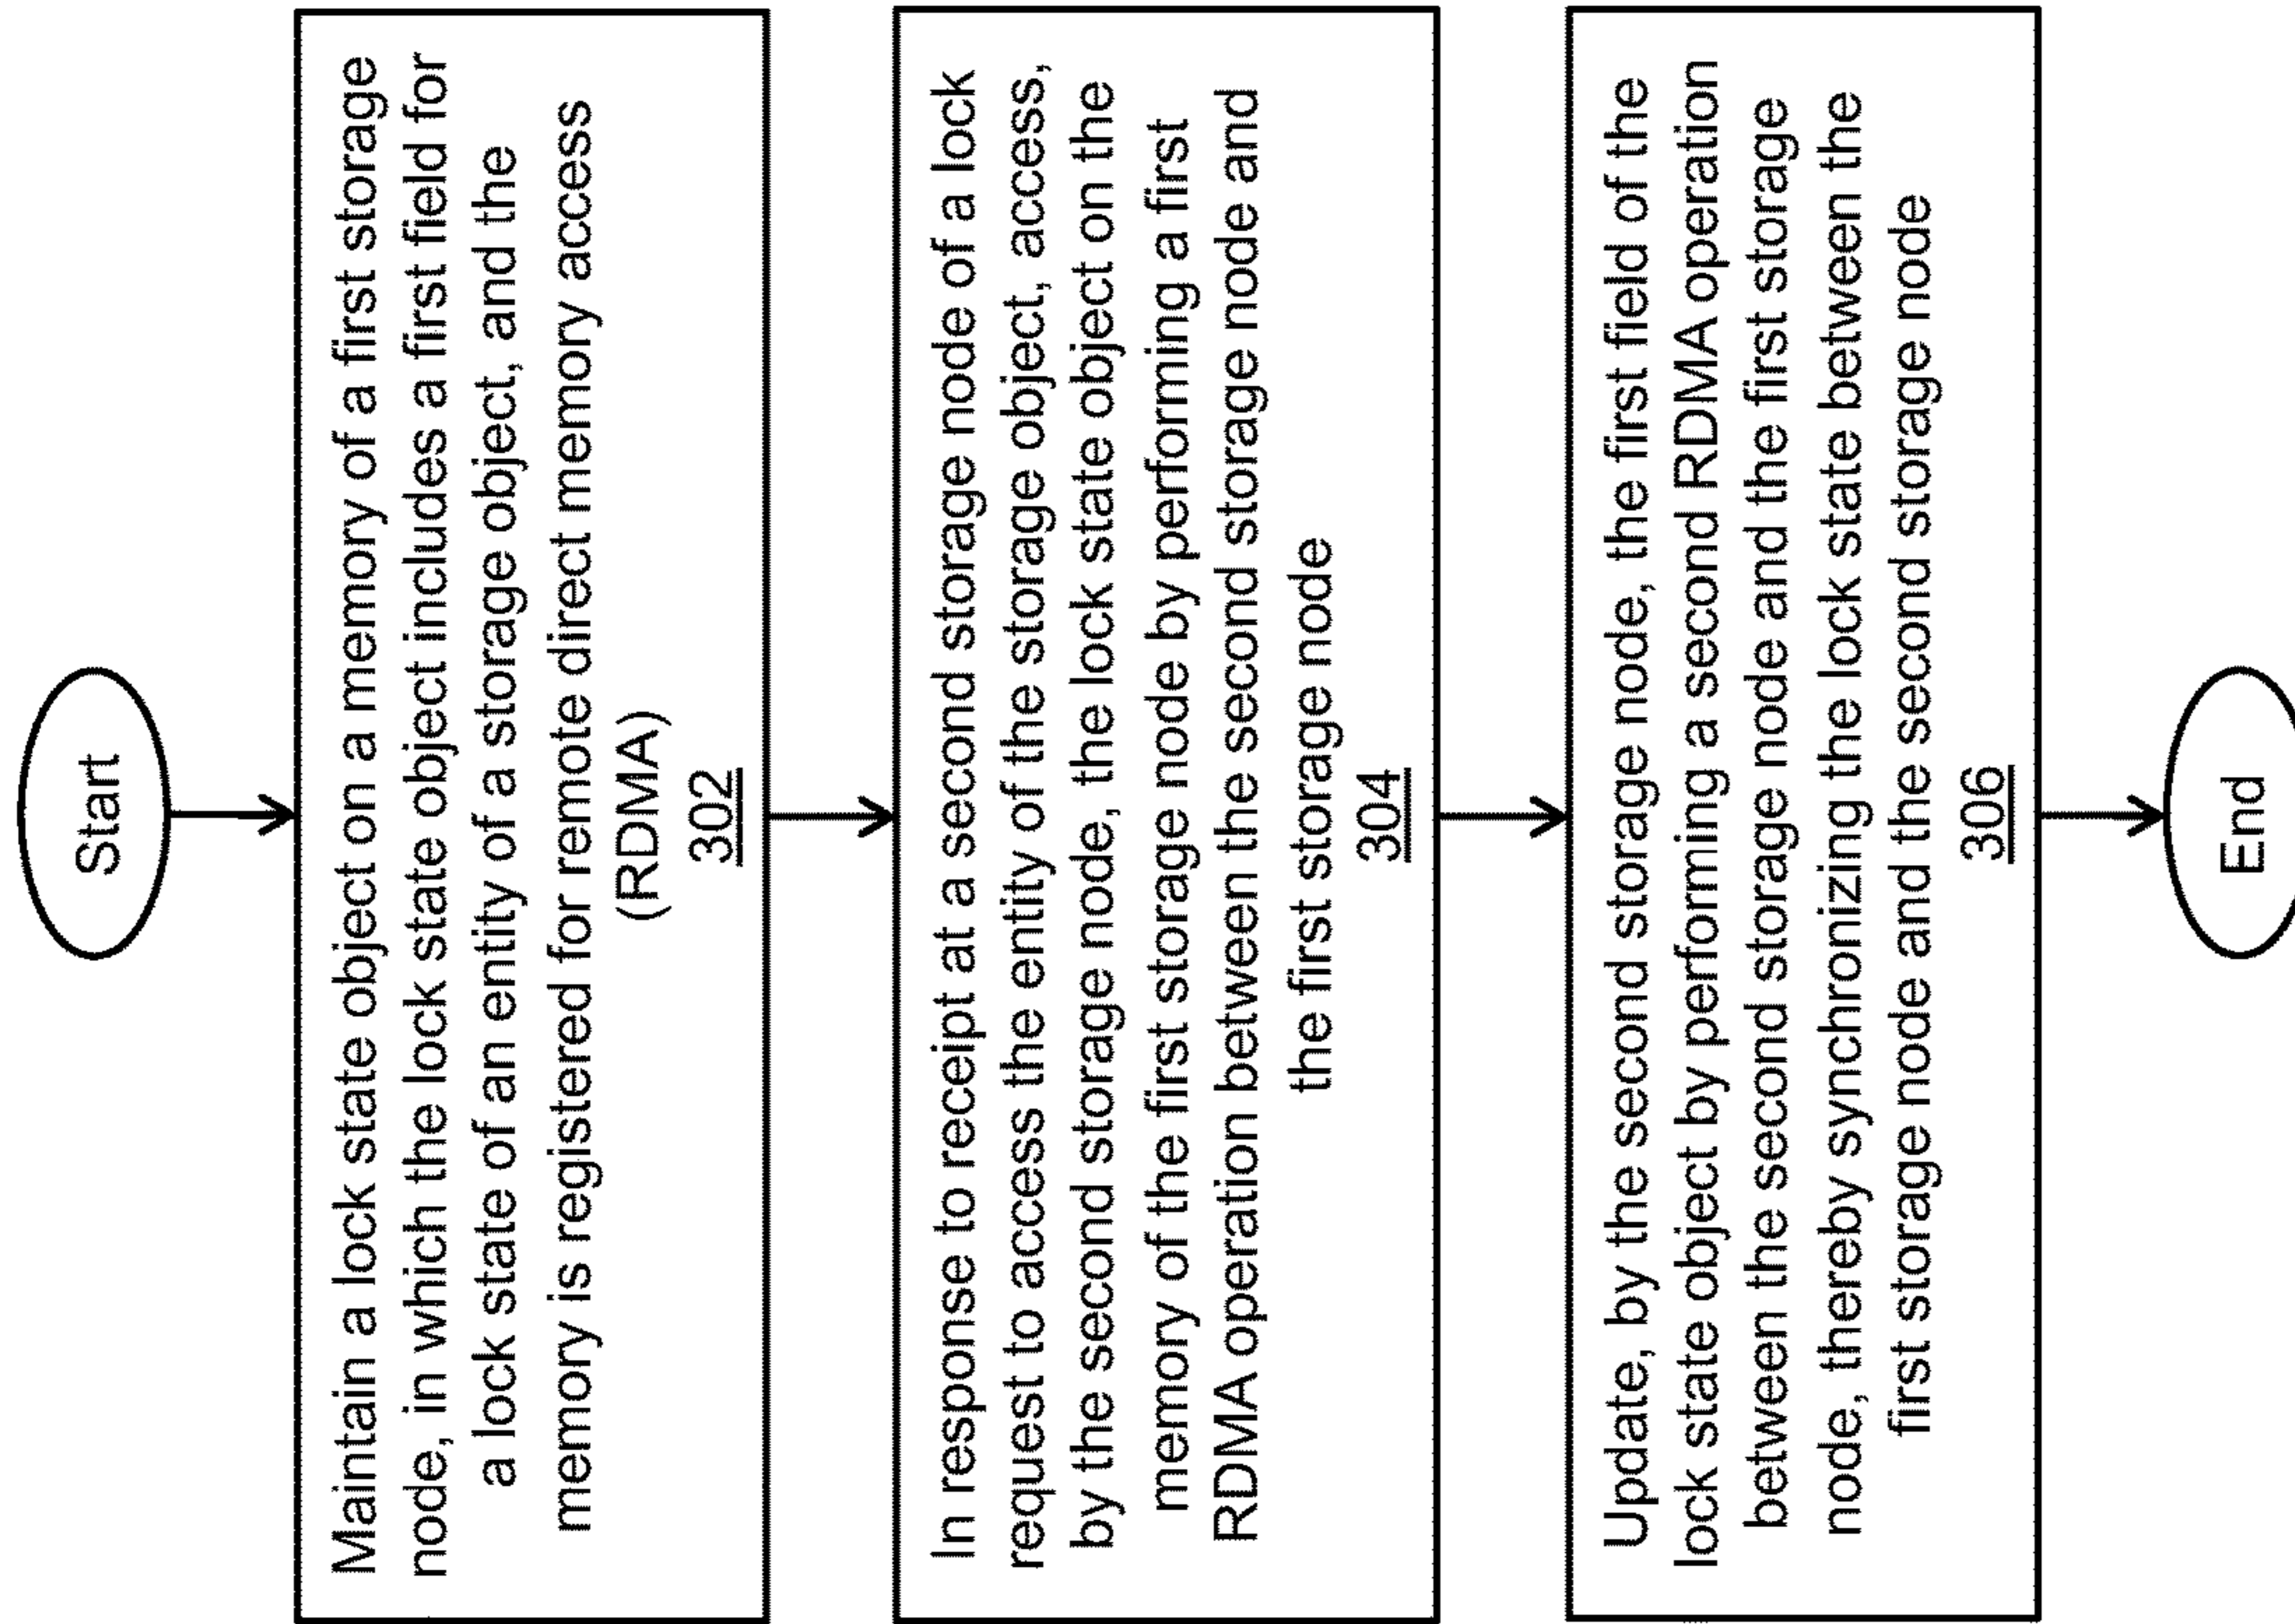 Start
Maintain a lock state object on a memory of a first storage
node, in which the lock state object includes a first field for
a lock state of an entity of a storage object, and the
memory is registered for remote direct memory access
(RDMA)
302
In response to receipt at a second storage node of a lock
request to access the entity of the storage object, access,
by the second storage node, the lock state object on the
memory of the first storage node by performing a first
RDMA operation between the second storage node and
the first storage node
304
Update, by the second storage node, the first field of the
lock state object by performing a second RDMA operation
between the second storage node and the first storage
node, thereby synchronizing the lock state between the
first storage node and the second storage node
306
End